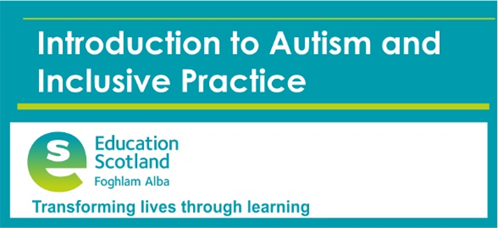 Introduction to Autism and
Inclusive Practice
Education
Scotland
Foghlam Alba
Transforming lives through learning